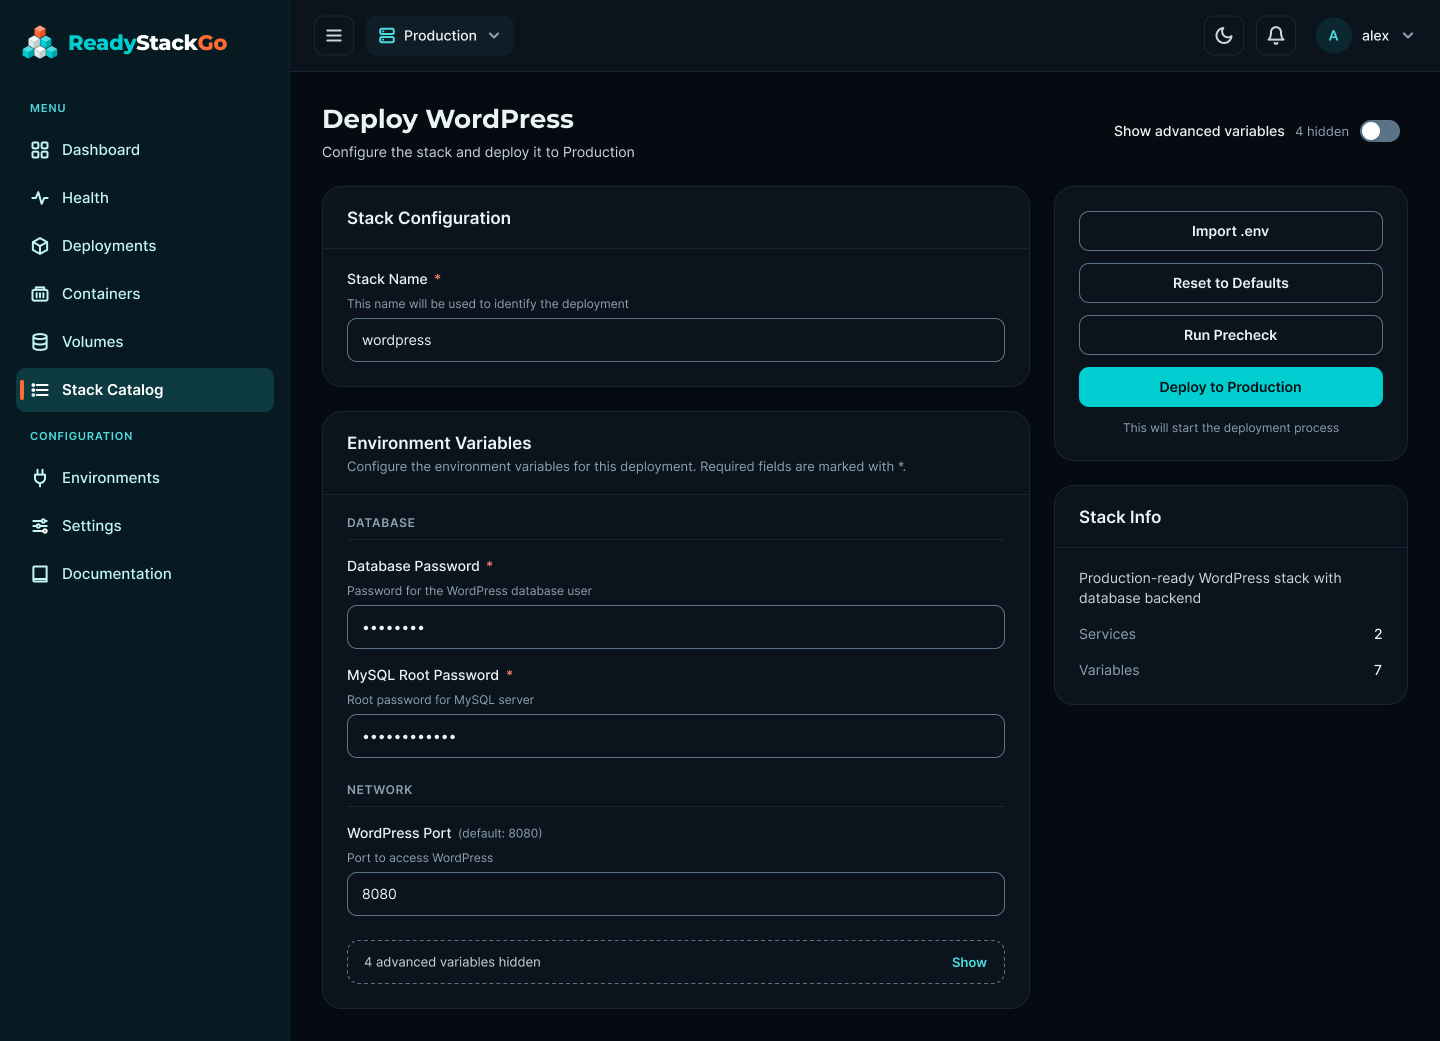 ReadyStackGo
MENU
Dashboard
Health
Deployments
Containers
Volumes
Stack Catalog
CONFIGURATION
Environments
Settings
Documentation
Production
A
alex
Deploy WordPress
Configure the stack and deploy it to Production
Show advanced variables 4 hidden
Stack Configuration
Stack Name *
This name will be used to identify the deployment
wordpress
Environment Variables
Configure the environment variables for this deployment. Required fields are marked with *.
DATABASE
Database Password *
Password for the WordPress database user
••••••••
MySQL Root Password *
Root password for MySQL server
••••••••••••
NETWORK
WordPress Port (default: 8080)
Port to access WordPress
8080
4 advanced variables hidden
Show
Import .env
Reset to Defaults
Run Precheck
Deploy to Production
This will start the deployment process
Stack Info
Production-ready WordPress stack with
database backend
Services 2
Variables 7